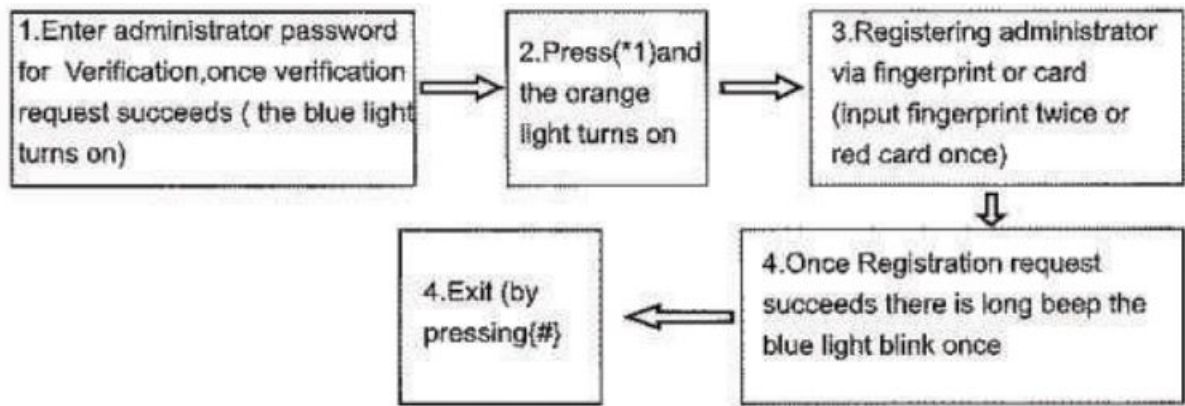 1.Enter administrator password
for Verification,once verification
request succeeds ( the blue light
turns on)
2.Press(*1)and
the orange
light turns on
3.Registering administrator
via fingerprint or card
(input fingerprint twice or
red card once)
4.Once Registration request
succeeds there is long beep the
blue light blink once
4.Exit (by
pressing{#}